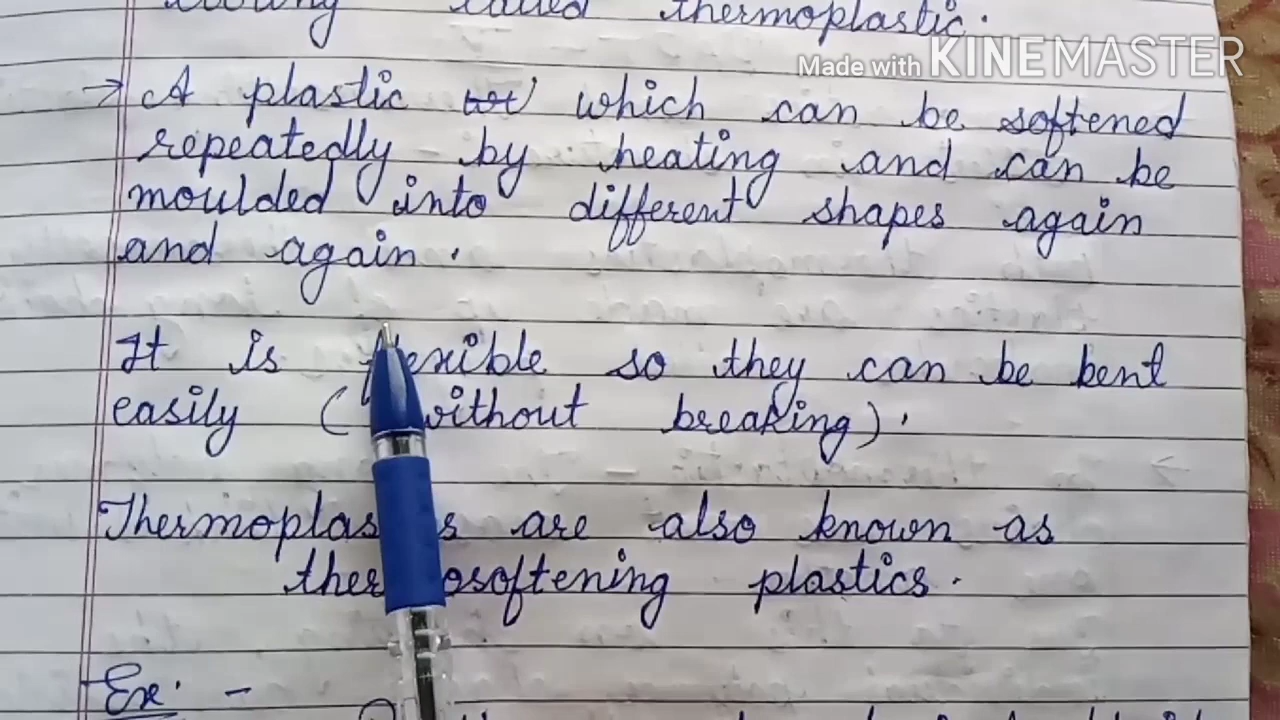 called thermoplastic.
Made with KINEMASTER
→ A plastic which can be softened
repeatedly by heating and can be
moulded into different shapes again
and again.
It is flexible so they can be bent
easily ( without breaking).
Thermoplastics are also known as
thermosoftening plastics.
Ex. -